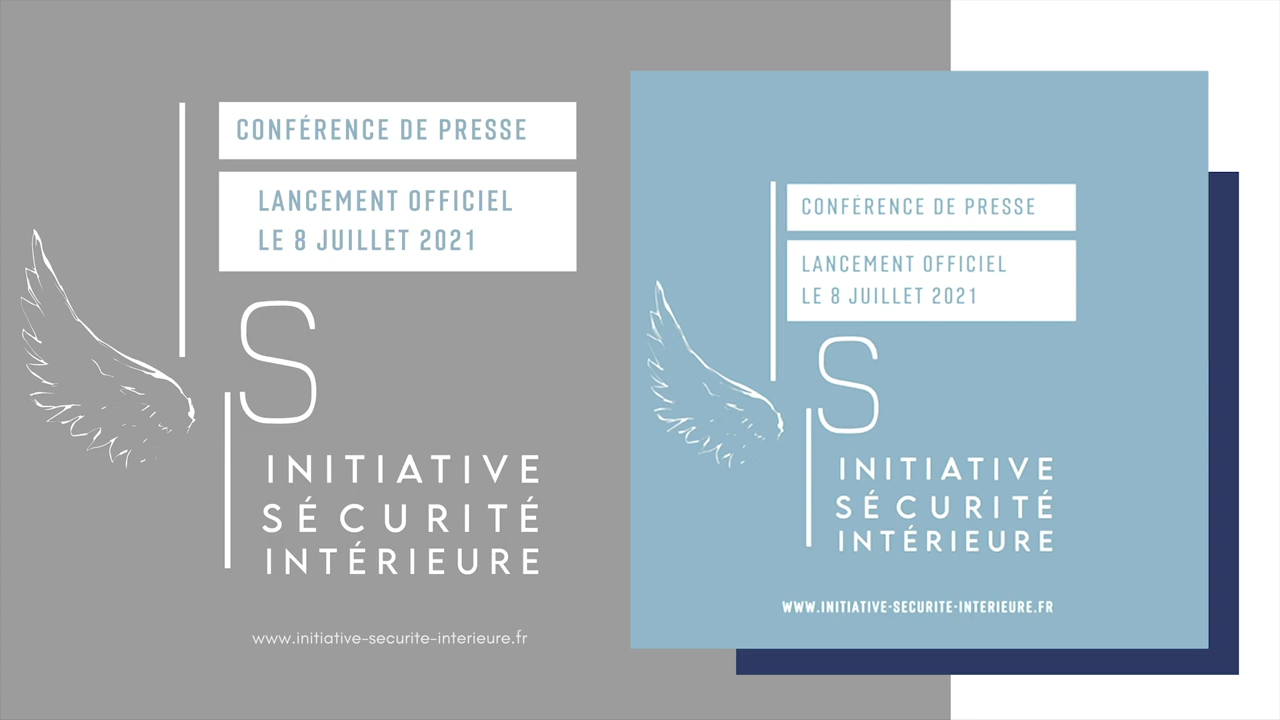 CONFÉRENCE DE PRESSE
LANCEMENT OFFICIEL
LE 8 JUILLET 2021
S
INITIATIVE
SÉCURITÉ
INTÉRIEURE
www.initiative-securite-interieure.fr
CONFÉRENCE DE PRESSE
LANCEMENT OFFICIEL
LE 8 JUILLET 2021
S
INITIATIVE
SÉCURITÉ
INTÉRIEURE
WWW.INITIATIVE-SECURITE-INTERIEURE.FR